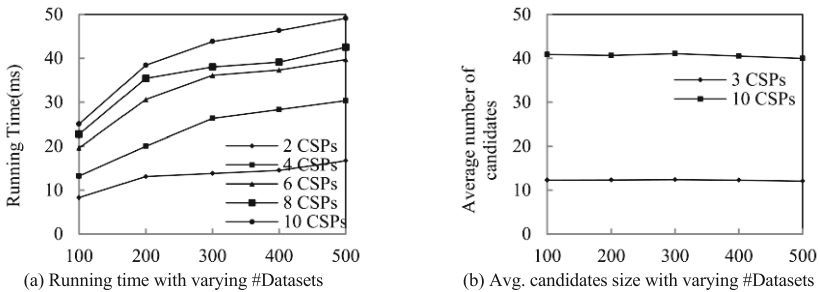 50
40
30
20
10
0
Running Time(ms)
2 CSPs
4 CSPs
6 CSPs
8 CSPs
10 CSPs
100 200 300 400 500
(a) Running time with varying #Datasets
50
40
30
20
10
0
Average number of
candidates
3 CSPs
10 CSPs
100 200 300 400 500
(b) Avg. candidates size with varying #Datasets